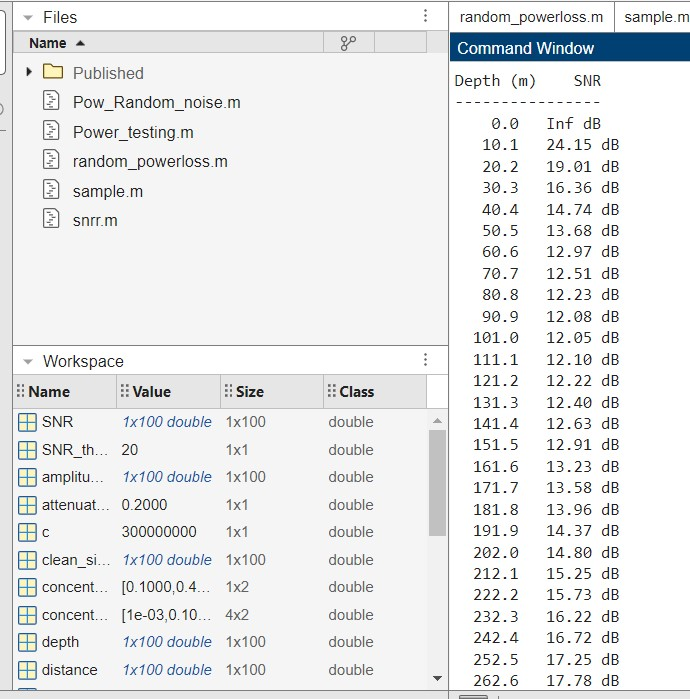 Files
Name
Published
Pow_Random_noise.m
Power_testing.m
random_powerloss.m
sample.m
snrr.m
Workspace
Name Value Size Class
SNR 1x100 double 1x100 double
SNR_th... 20 1x1 double
amplitu... 1x100 double 1x100 double
attenuat... 0.2000 1x1 double
c 300000000 1x1 double
clean_si... 1x100 double 1x100 double
concent... [0.1000,0.4... 1x2 double
concent... [1e-03,0.10... 4x2 double
depth 1x100 double 1x100 double
distance 1x100 double 1x100 double
random_powerloss.m sample.m
Command Window
Depth (m) SNR
----------------
0.0 Inf dB
10.1 24.15 dB
20.2 19.01 dB
30.3 16.36 dB
40.4 14.74 dB
50.5 13.68 dB
60.6 12.97 dB
70.7 12.51 dB
80.8 12.23 dB
90.9 12.08 dB
101.0 12.05 dB
111.1 12.10 dB
121.2 12.22 dB
131.3 12.40 dB
141.4 12.63 dB
151.5 12.91 dB
161.6 13.23 dB
171.7 13.58 dB
181.8 13.96 dB
191.9 14.37 dB
202.0 14.80 dB
212.1 15.25 dB
222.2 15.73 dB
232.3 16.22 dB
242.4 16.72 dB
252.5 17.25 dB
262.6 17.78 dB